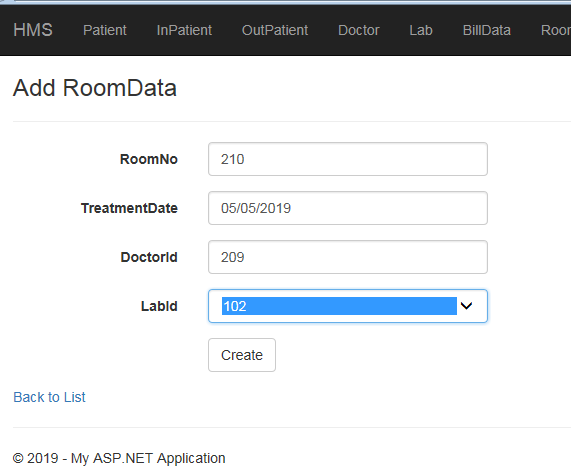 HMS Patient InPatient OutPatient Doctor Lab BillData Roor
Add RoomData
RoomNo 210
TreatmentDate 05/05/2019
DoctorId 209
LabId 102
Create
Back to List
© 2019 - My ASP.NET Application